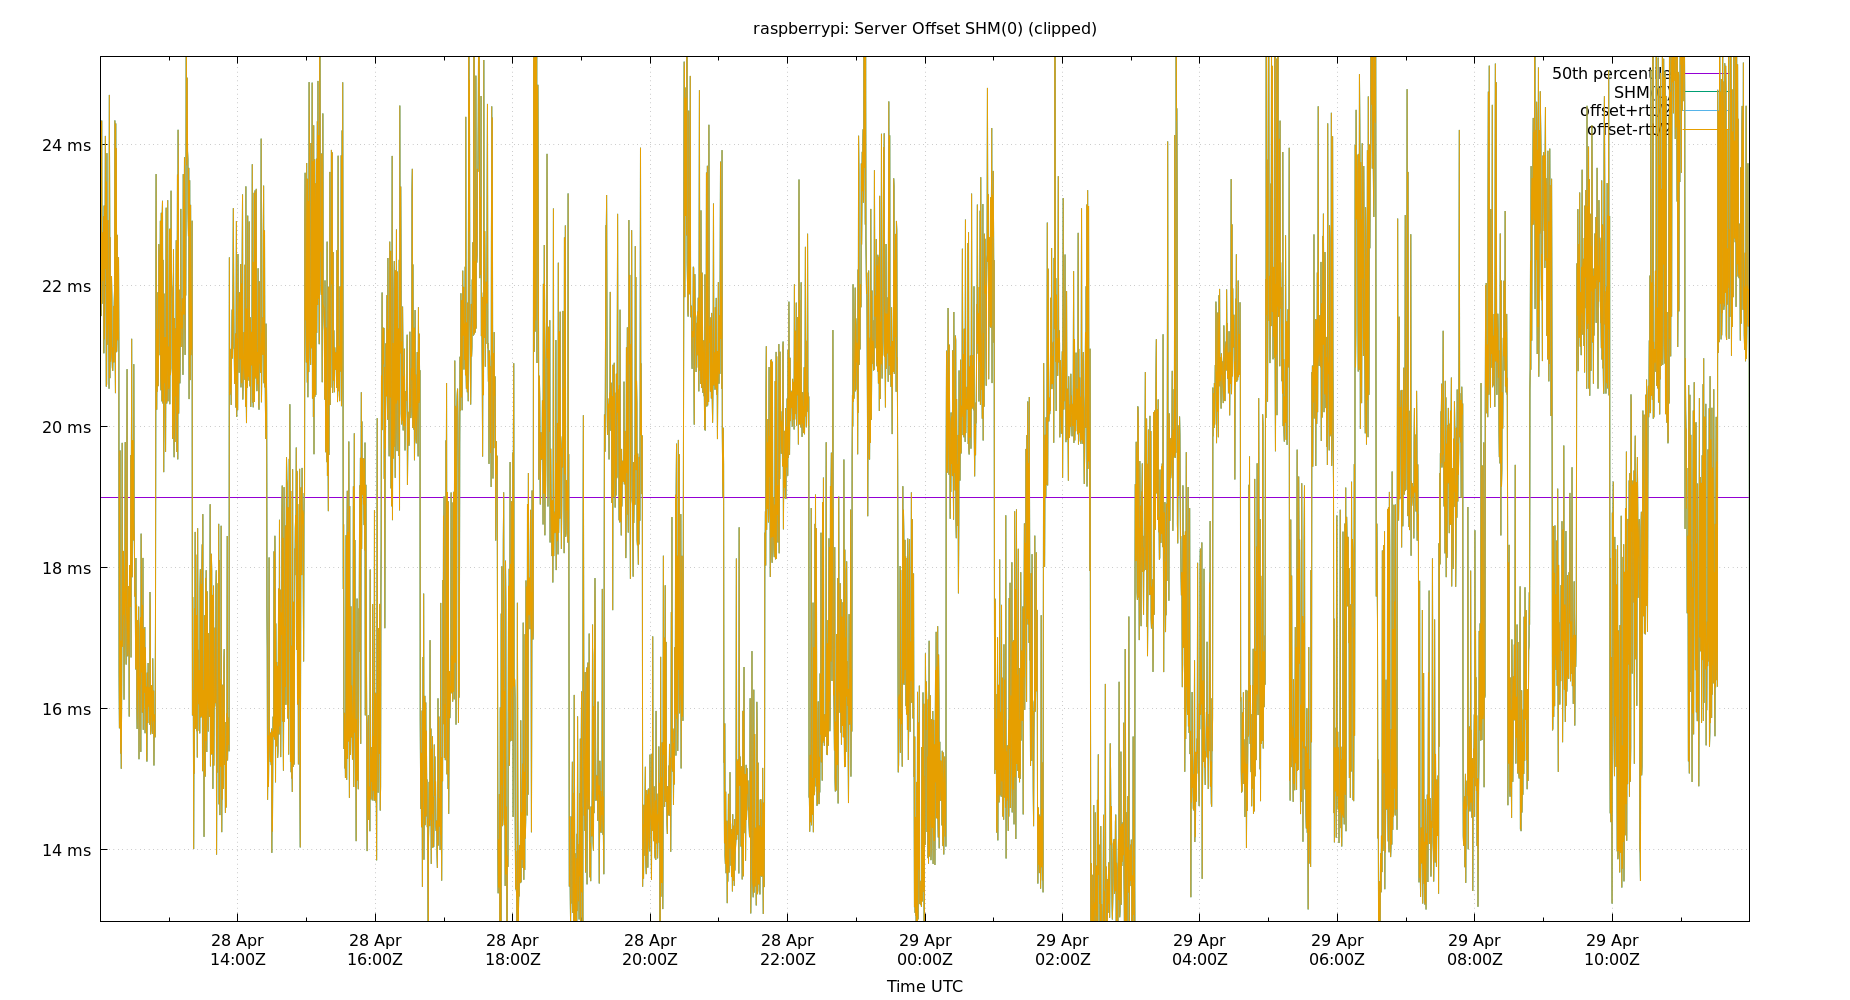 raspberrypi: Server Offset SHM(0) (clipped)
50th percentile
SHM(0)
offset+rtt/2
offset-rtt/2
24 ms
22 ms
20 ms
18 ms
16 ms
14 ms
28 Apr 28 Apr 28 Apr 28 Apr 28 Apr 29 Apr 29 Apr 29 Apr 29 Apr 29 Apr 29 Apr
14:00Z 16:00Z 18:00Z 20:00Z 22:00Z 00:00Z 02:00Z 04:00Z 06:00Z 08:00Z 10:00Z
Time UTC